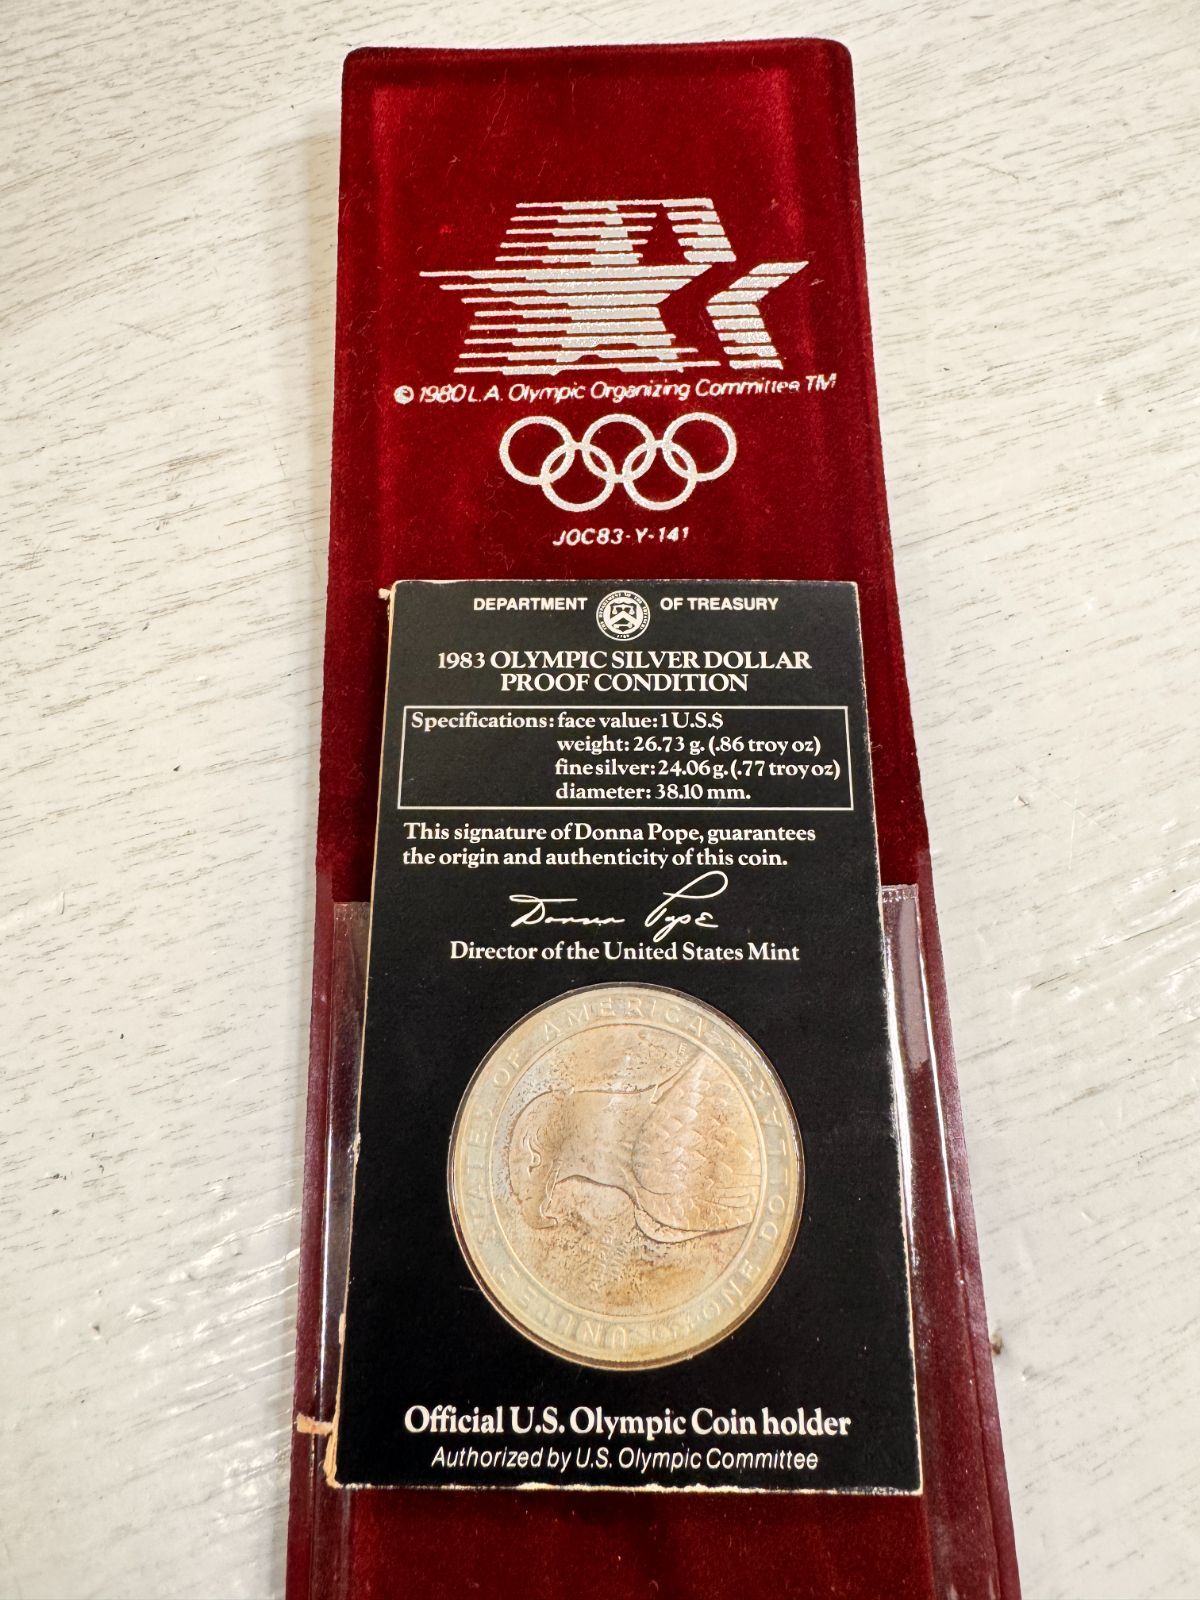 © 1980 L.A. Olympic Organizing Committee TM
JOC83-Y-141
DEPARTMENT OF TREASURY
1983 OLYMPIC SILVER DOLLAR
PROOF CONDITION
Specifications: face value: 1 U.S.$
weight: 26.73 g. (.86 troy oz)
fine silver: 24.06 g. (.77 troy oz)
diameter: 38.10 mm.
This signature of Donna Pope, guarantees
the origin and authenticity of this coin.
Donna Pope
Director of the United States Mint
UNITED STATES OF AMERICA
ONE DOLLAR
Official U.S. Olympic Coin holder
Authorized by U.S. Olympic Committee